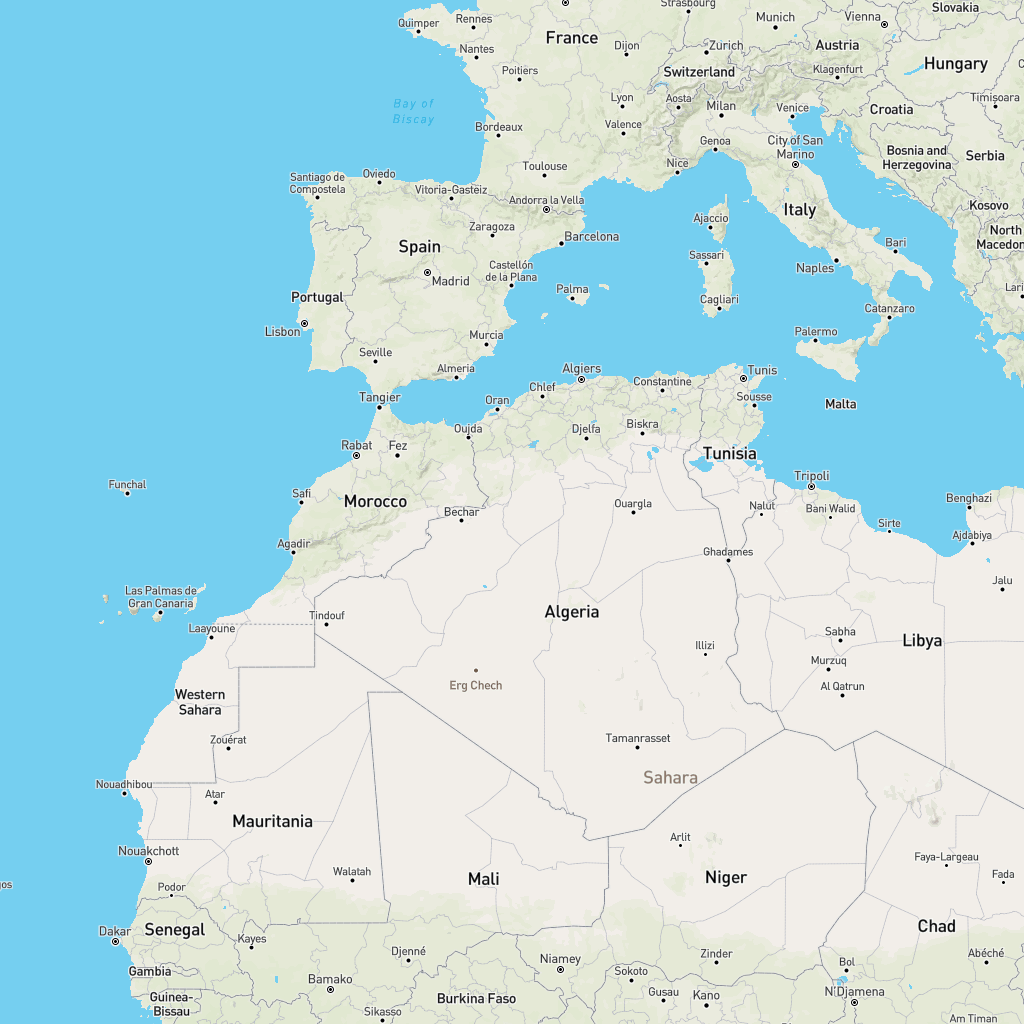 Strasbourg
Slovakia
Quimper
Rennes
Munich
Vienna
France
Nantes
Dijon
Zürich
Austria
Hungary
Poitiers
Switzerland
Klagenfurt
Lyon
Aosta
Milan
Venice
Croatia
Timișoara
Bay of
Biscay
Bordeaux
Valence
Genoa
City of San
Marino
Bosnia and
Herzegovina
Serbia
Toulouse
Nice
Santiago de
Compostela
Oviedo
Vitoria-Gasteiz
Andorra la Vella
Ajaccio
Italy
Kosovo
Spain
Zaragoza
Barcelona
North
Macedon
Bari
Sassari
Naples
Madrid
Castellón
de la Plana
Palma
Lari
Portugal
Cagliari
Catanzaro
Lisbon
Murcia
Palermo
Seville
Almeria
Algiers
Constantine
Tunis
Tangier
Oran
Chlef
Sousse
Malta
Rabat
Fez
Oujda
Djelfa
Biskra
Tunisia
Funchal
Safi
Morocco
Bechar
Ouargla
Tripoli
Nalut
Bani Walid
Benghazi
Sirte
Ajdabiya
Agadir
Ghadames
Jalu
Las Palmas de
Gran Canaria
Laayoune
Tindouf
Algeria
Illizi
Sabha
Libya
Murzuq
Al Qatrun
Erg Chech
Western
Sahara
Zouérat
Tamanrasset
Sahara
Nouadhibou
Atar
Mauritania
Nouakchott
Arlit
Faya-Largeau
Podor
Walatah
Mali
Niger
Fada
Dakar
Senegal
Kayes
Djenné
Chad
Gambia
Bamako
Niamey
Sokoto
Zinder
Bol
Abéché
Guinea-
Bissau
Sikasso
Burkina Faso
Gusau
Kano
N'Djamena
Am Timan